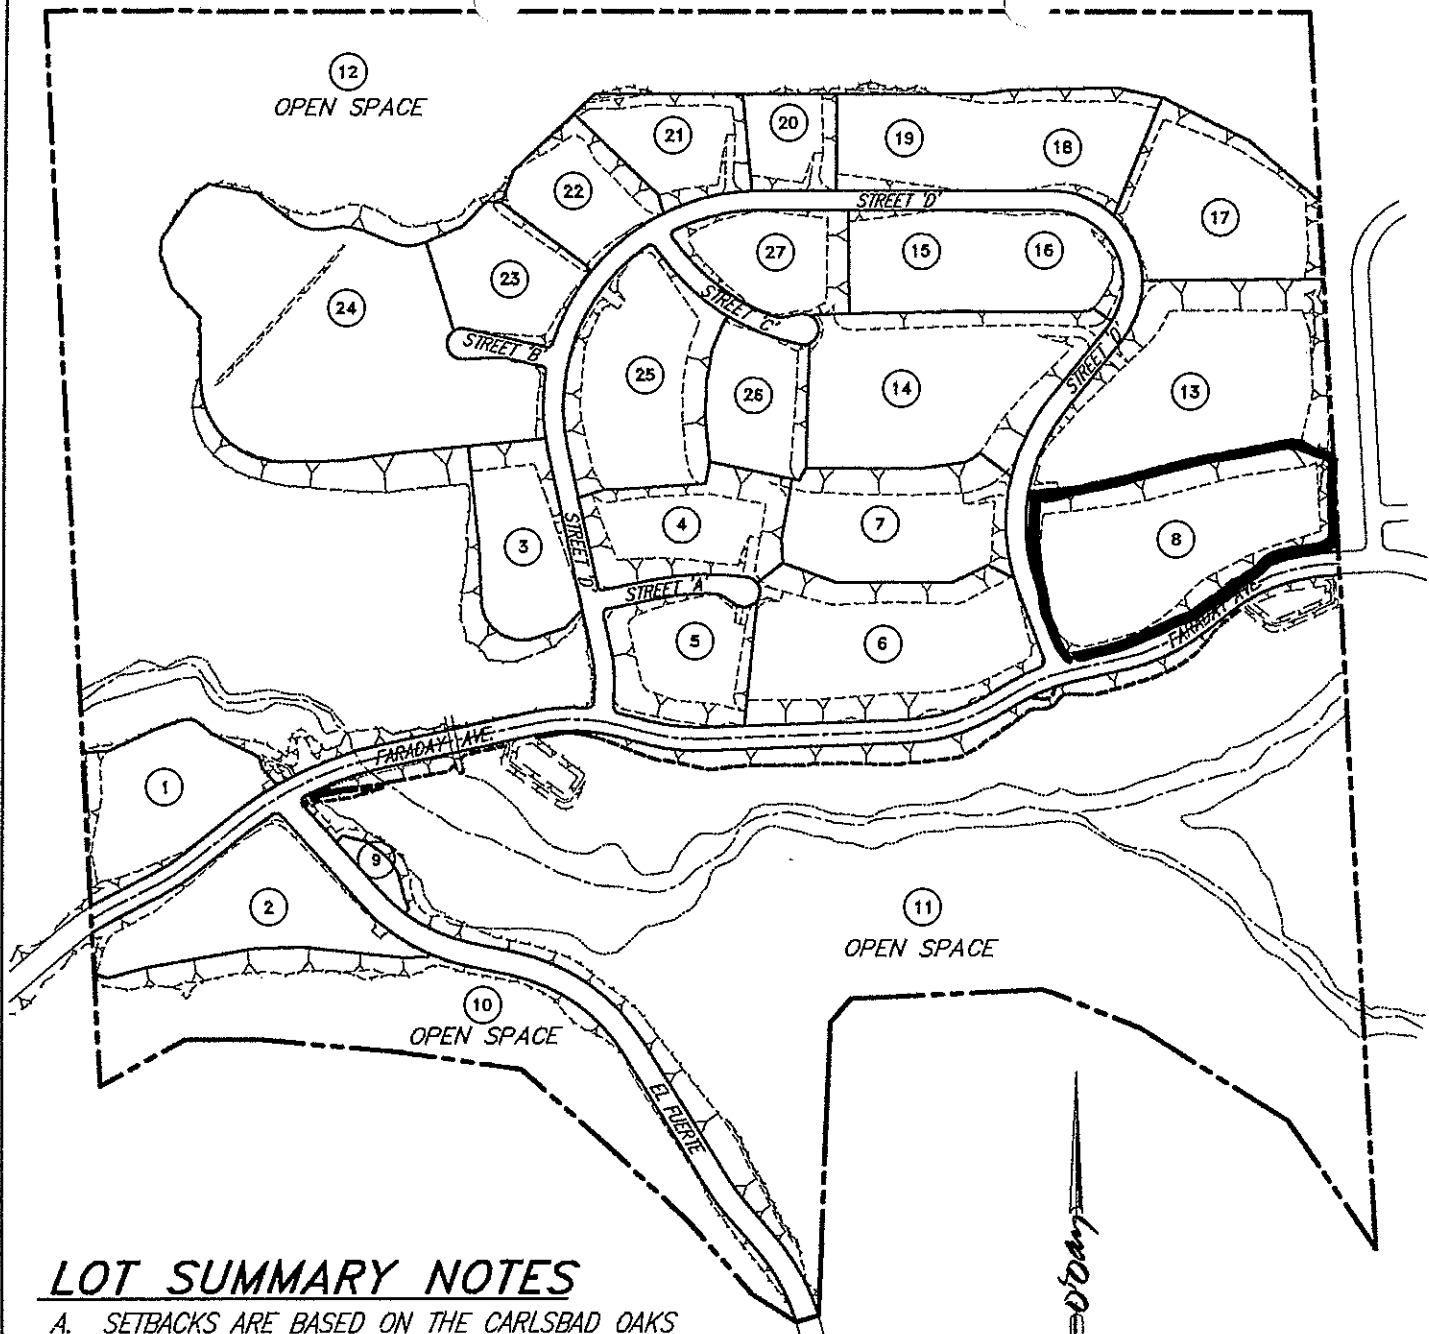 12
OPEN SPACE
21
20
19
18
22
STREET 'D'
17
27
15
16
23
24
STREET 'C'
STREET 'B'
STREET 'D'
25
26
14
13
4
7
8
3
STREET 'D'
STREET 'A'
5
6
FARADAY AVE.
FARADAY AVE.
1
9
2
11
OPEN SPACE
10
OPEN SPACE
EL FUERTE
LOT SUMMARY NOTES
A. SETBACKS ARE BASED ON THE CARLSBAD OAKS